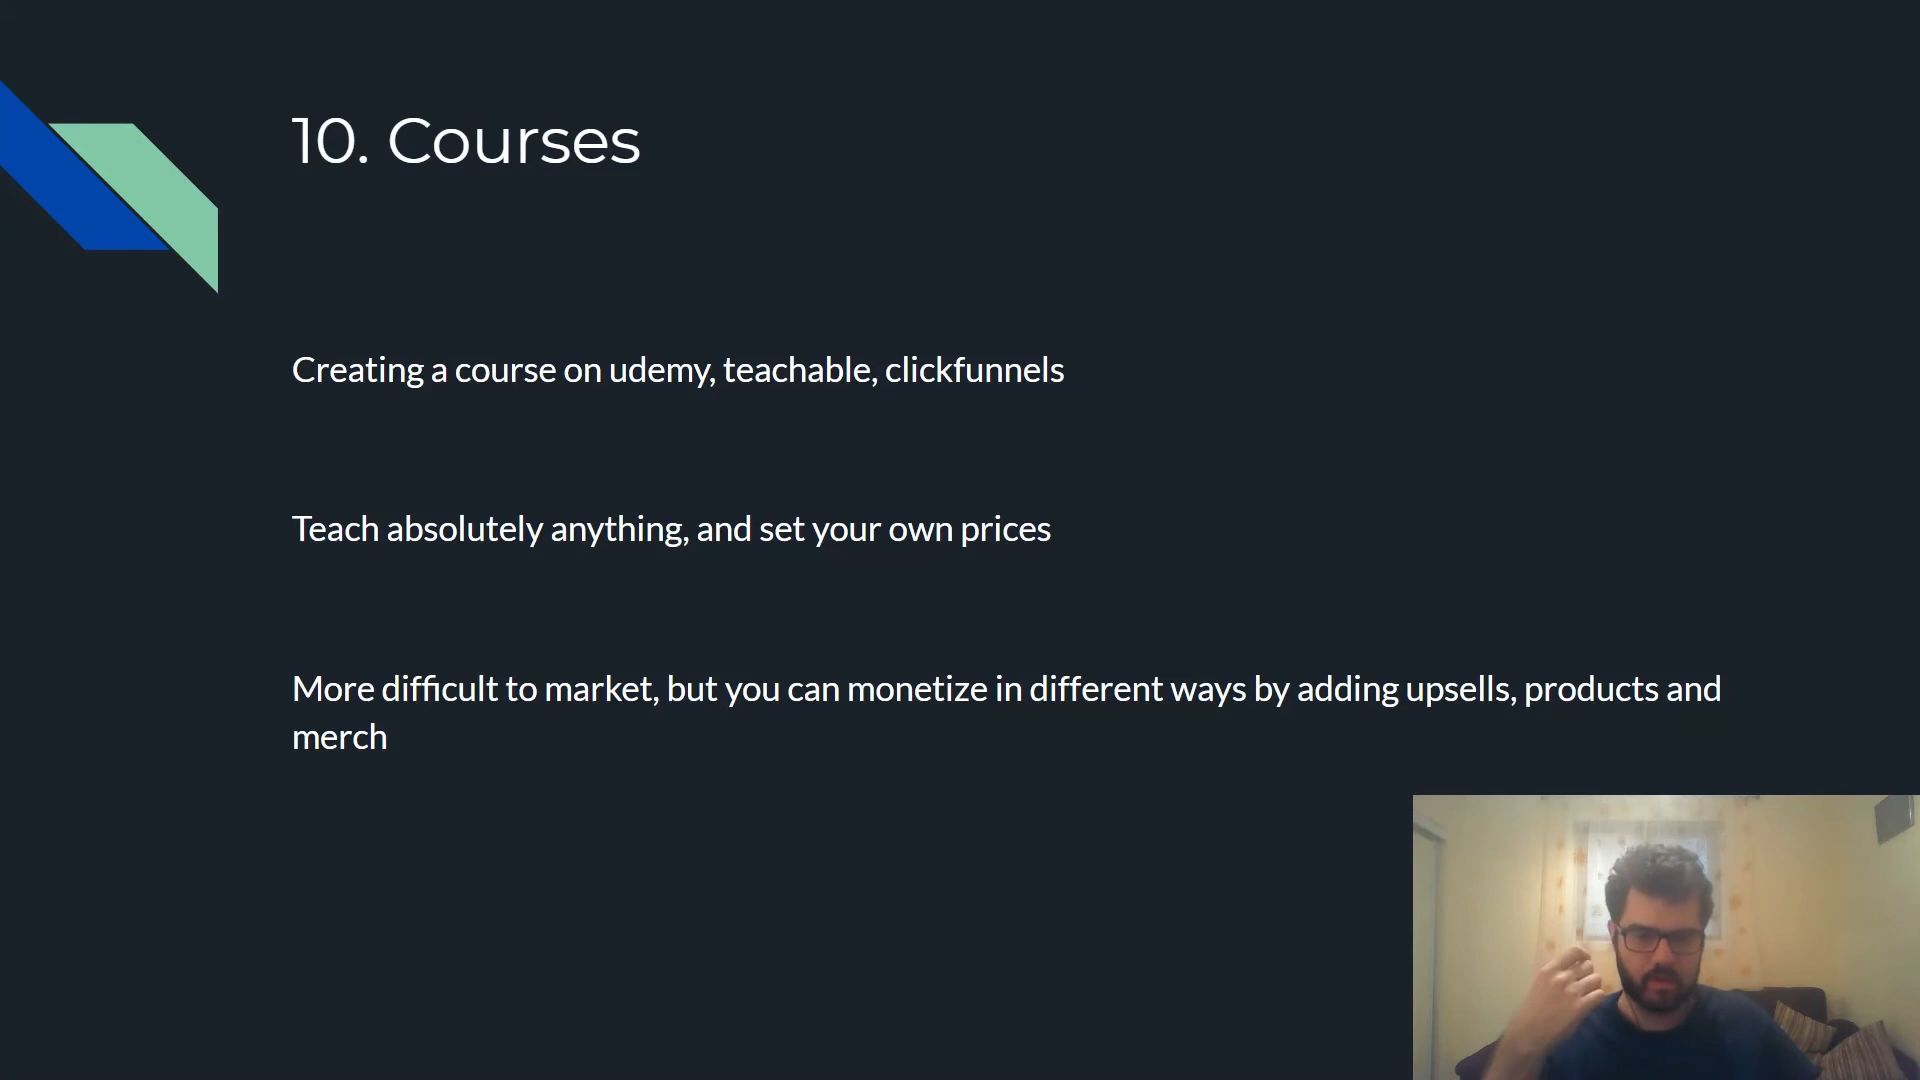 10. Courses
Creating a course on udemy, teachable, clickfunnels
Teach absolutely anything, and set your own prices
More difficult to market, but you can monetize in different ways by adding upsells, products and
merch